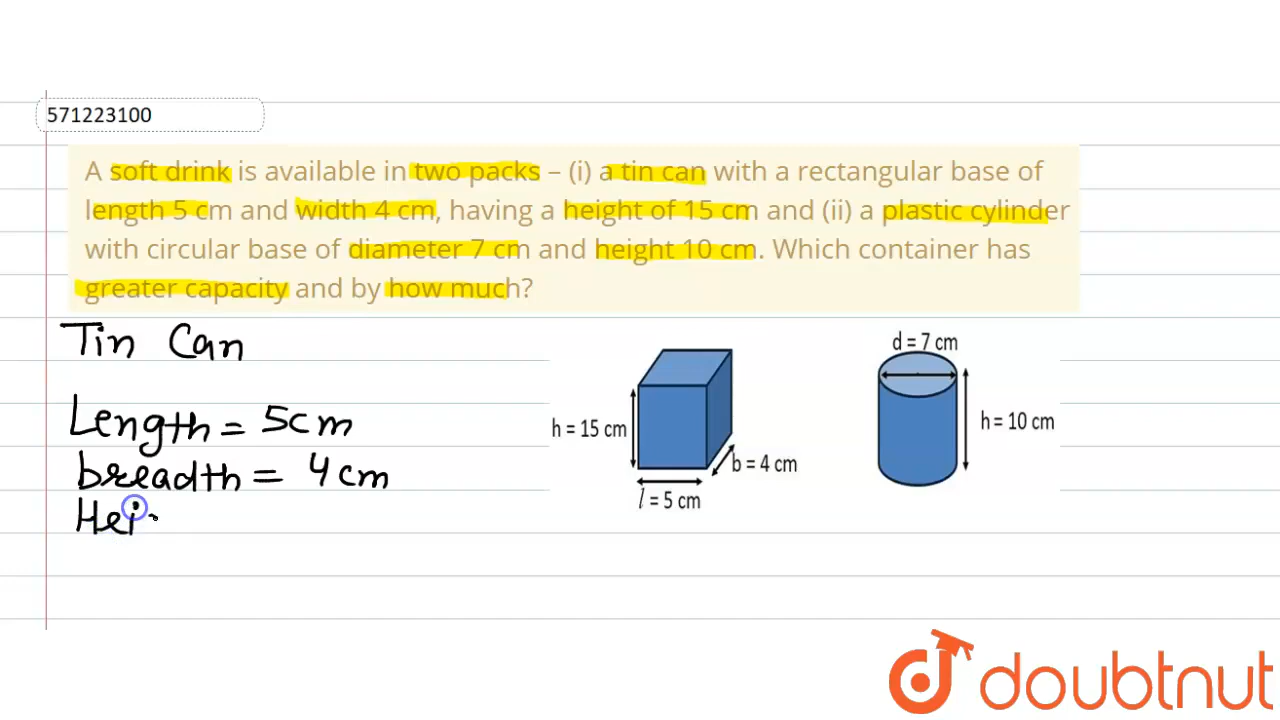 571223100
A soft drink is available in two packs – (i) a tin can with a rectangular base of
length 5 cm and width 4 cm, having a height of 15 cm and (ii) a plastic cylinder
with circular base of diameter 7 cm and height 10 cm. Which container has
greater capacity and by how much?
Tin Can
Length = 5cm
breadth = 4 cm
Hei
h = 15 cm
b = 4 cm
l = 5 cm
d = 7 cm
h = 10 cm
doubtnut